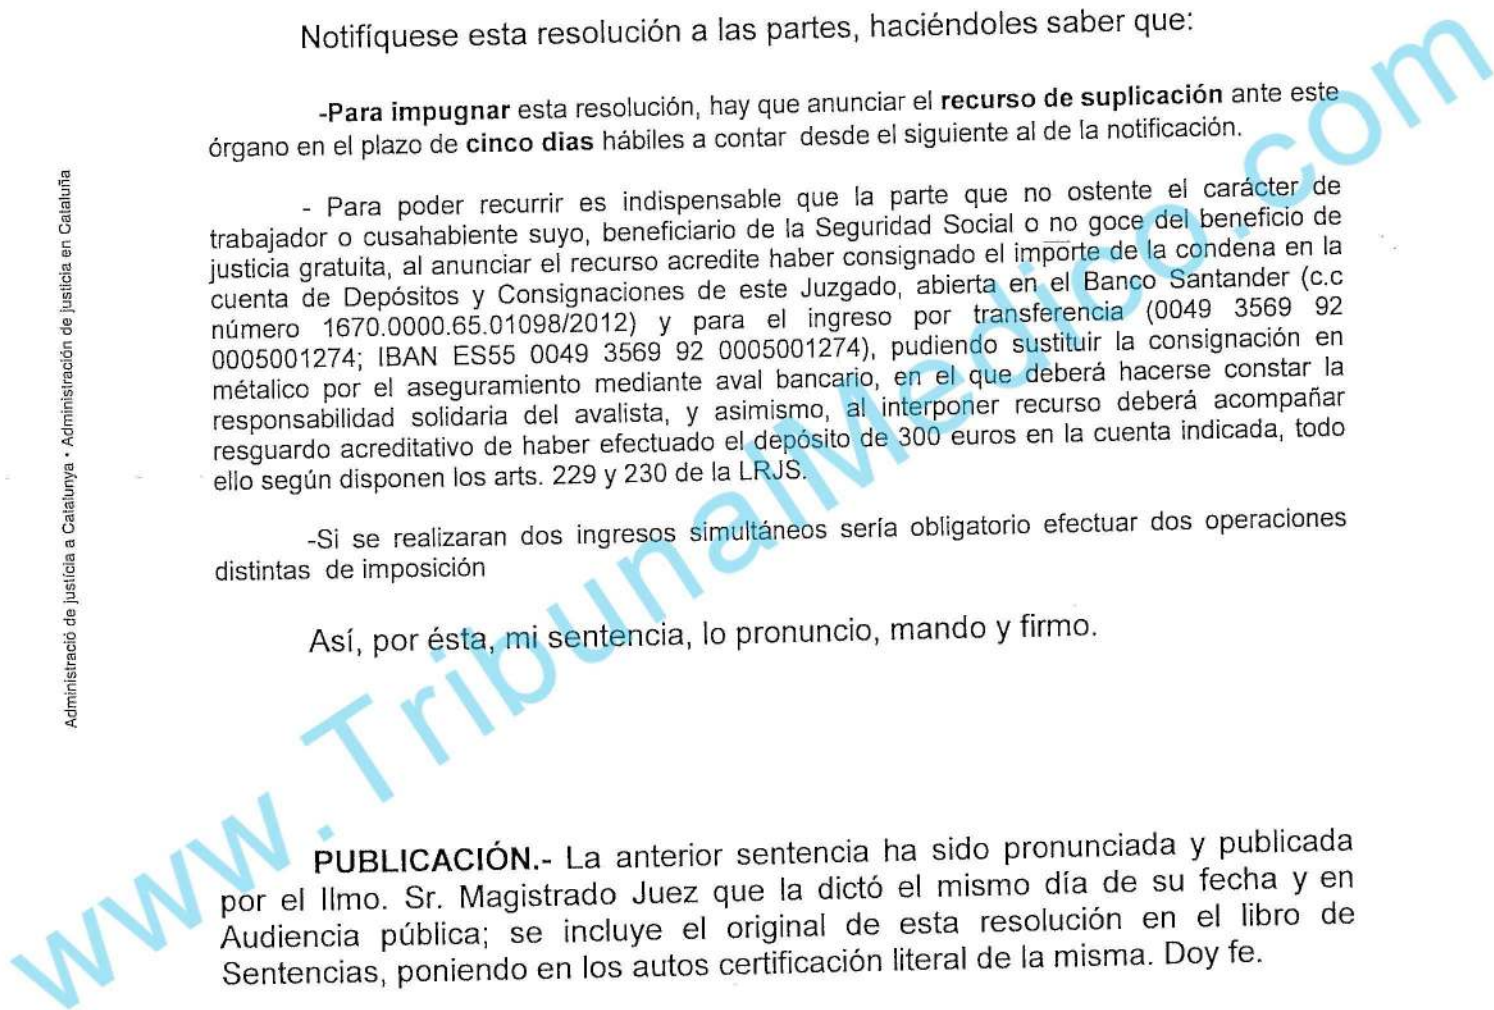 Notifíquese esta resolución a las partes, haciéndoles saber que:
-Para impugnar esta resolución, hay que anunciar el recurso de suplicación ante este
órgano en el plazo de cinco dias hábiles a contar desde el siguiente al de la notificación.
- Para poder recurrir es indispensable que la parte que no ostente el carácter de
trabajador o cusahabiente suyo, beneficiario de la Seguridad Social o no goce del beneficio de
justicia gratuita, al anunciar el recurso acredite haber consignado el importe de la condena en la
cuenta de Depósitos y Consignaciones de este Juzgado, abierta en el Banco Santander (c.c
número 1670.0000.65.01098/2012) y para el ingreso por transferencia (0049 3569 92
0005001274; IBAN ES55 0049 3569 92 0005001274), pudiendo sustituir la consignación en
métalico por el aseguramiento mediante aval bancario, en el que deberá hacerse constar la
responsabilidad solidaria del avalista, y asimismo, al interponer recurso deberá acompañar
resguardo acreditativo de haber efectuado el depósito de 300 euros en la cuenta indicada, todo
ello según disponen los arts. 229 y 230 de la LRJS.
-Si se realizaran dos ingresos simultáneos sería obligatorio efectuar dos operaciones
distintas de imposición
Así, por ésta, mi sentencia, lo pronuncio, mando y firmo.
PUBLICACIÓN.- La anterior sentencia ha sido pronunciada y publicada
por el Ilmo. Sr. Magistrado Juez que la dictó el mismo día de su fecha y en
Audiencia pública; se incluye el original de esta resolución en el libro de
Sentencias, poniendo en los autos certificación literal de la misma. Doy fe.
Administració de justícia a Catalunya • Administración de justicia en Cataluña
www.TribunalMedico.com